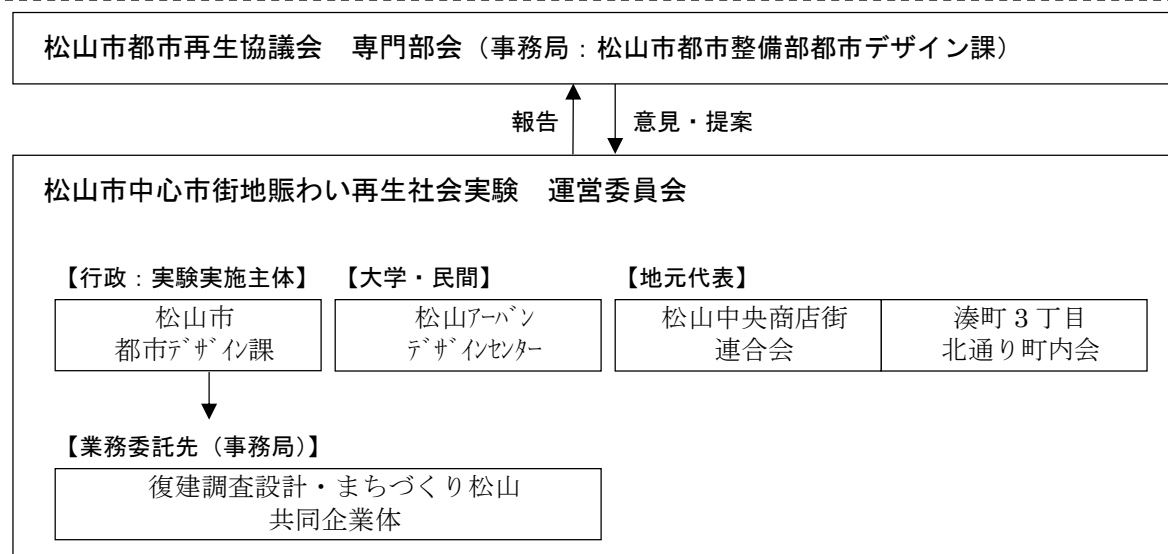 松山市都市再生協議会　専門部会（事務局：松山市都市整備部都市デザイン課）
報告
意見・提案
松山市中心市街地賑わい再生社会実験　運営委員会
【行政：実験実施主体】
【大学・民間】
【地元代表】
松山市
都市ﾃﾞｻﾞｲﾝ課
松山ｱｰﾊﾞﾝ
ﾃﾞｻﾞｲﾝｾﾝﾀｰ
松山中央商店街
連合会
湊町３丁目
北通り町内会
【業務委託先（事務局）】
復建調査設計・まちづくり松山
共同企業体